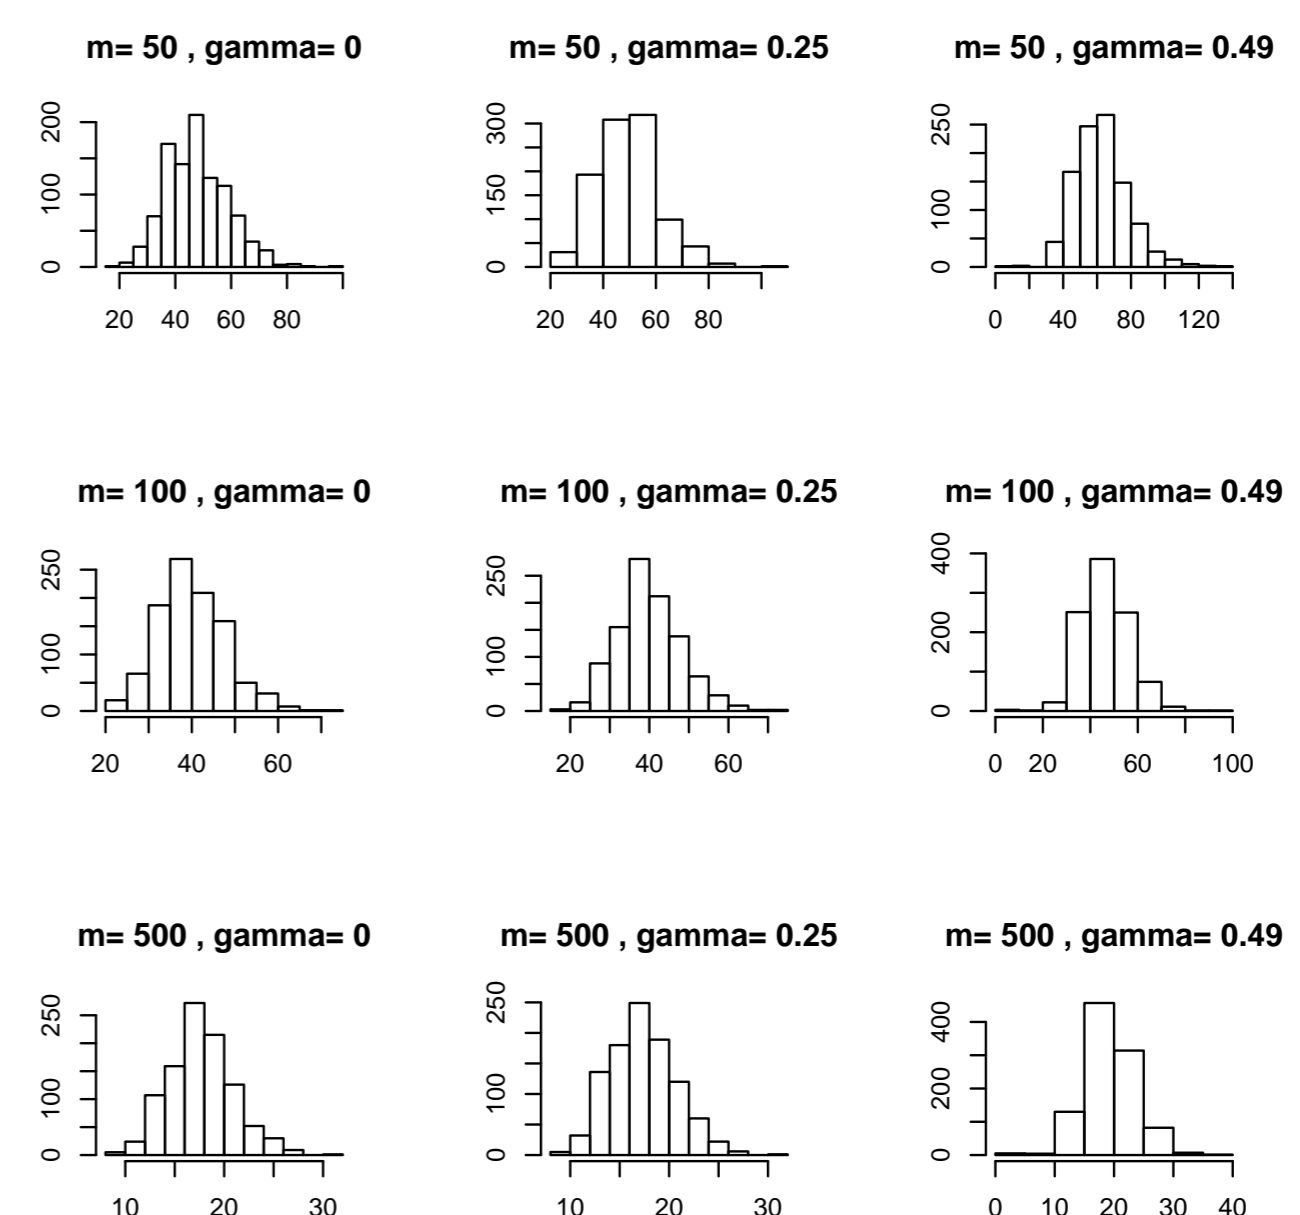 m= 50 , gamma= 0
0 100 200
20 40 60 80
m= 50 , gamma= 0.25
0 150 300
20 40 60 80
m= 50 , gamma= 0.49
0 100 250
0 40 80 120
m= 100 , gamma= 0
0 100 250
20 40 60
m= 100 , gamma= 0.25
0 100 250
20 40 60
m= 100 , gamma= 0.49
0 200 400
0 20 60 100
m= 500 , gamma= 0
0 100 250
10 20 30
m= 500 , gamma= 0.25
0 100 250
10 20 30
m= 500 , gamma= 0.49
0 200 400
0 10 20 30 40